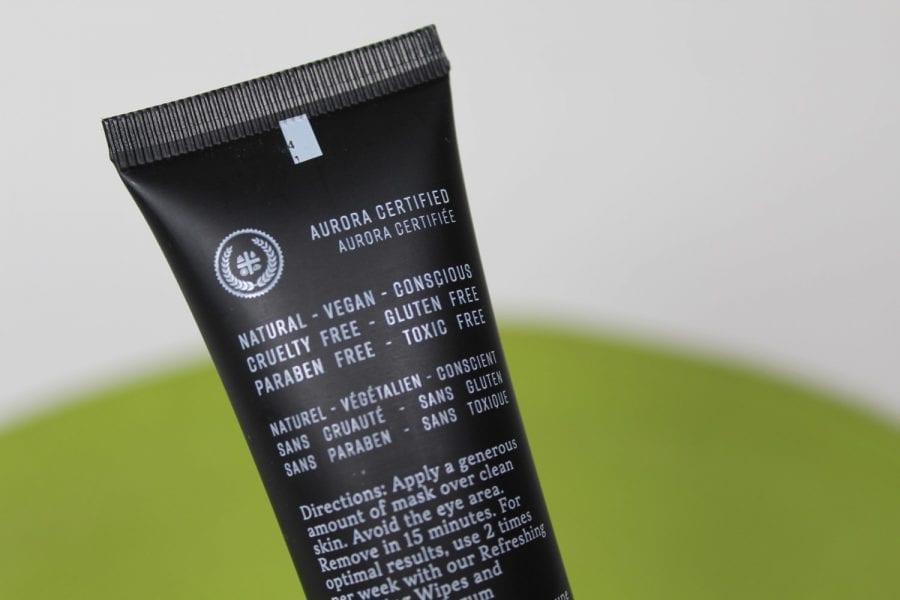 41
AURORA CERTIFIED
AURORA CERTIFIÉE
NATURAL - VEGAN - CONSCIOUS
CRUELTY FREE - GLUTEN FREE
PARABEN FREE - TOXIC FREE
NATUREL - VÉGÉTALIEN - CONSCIENT
SANS CRUAUTÉ - SANS GLUTEN
SANS PARABEN - SANS TOXIQUE
Directions: Apply a generous
amount of mask over clean
skin. Avoid the eye area.
Remove in 15 minutes. For
optimal results, use 2 times
per week with our Refreshing
Wipes and